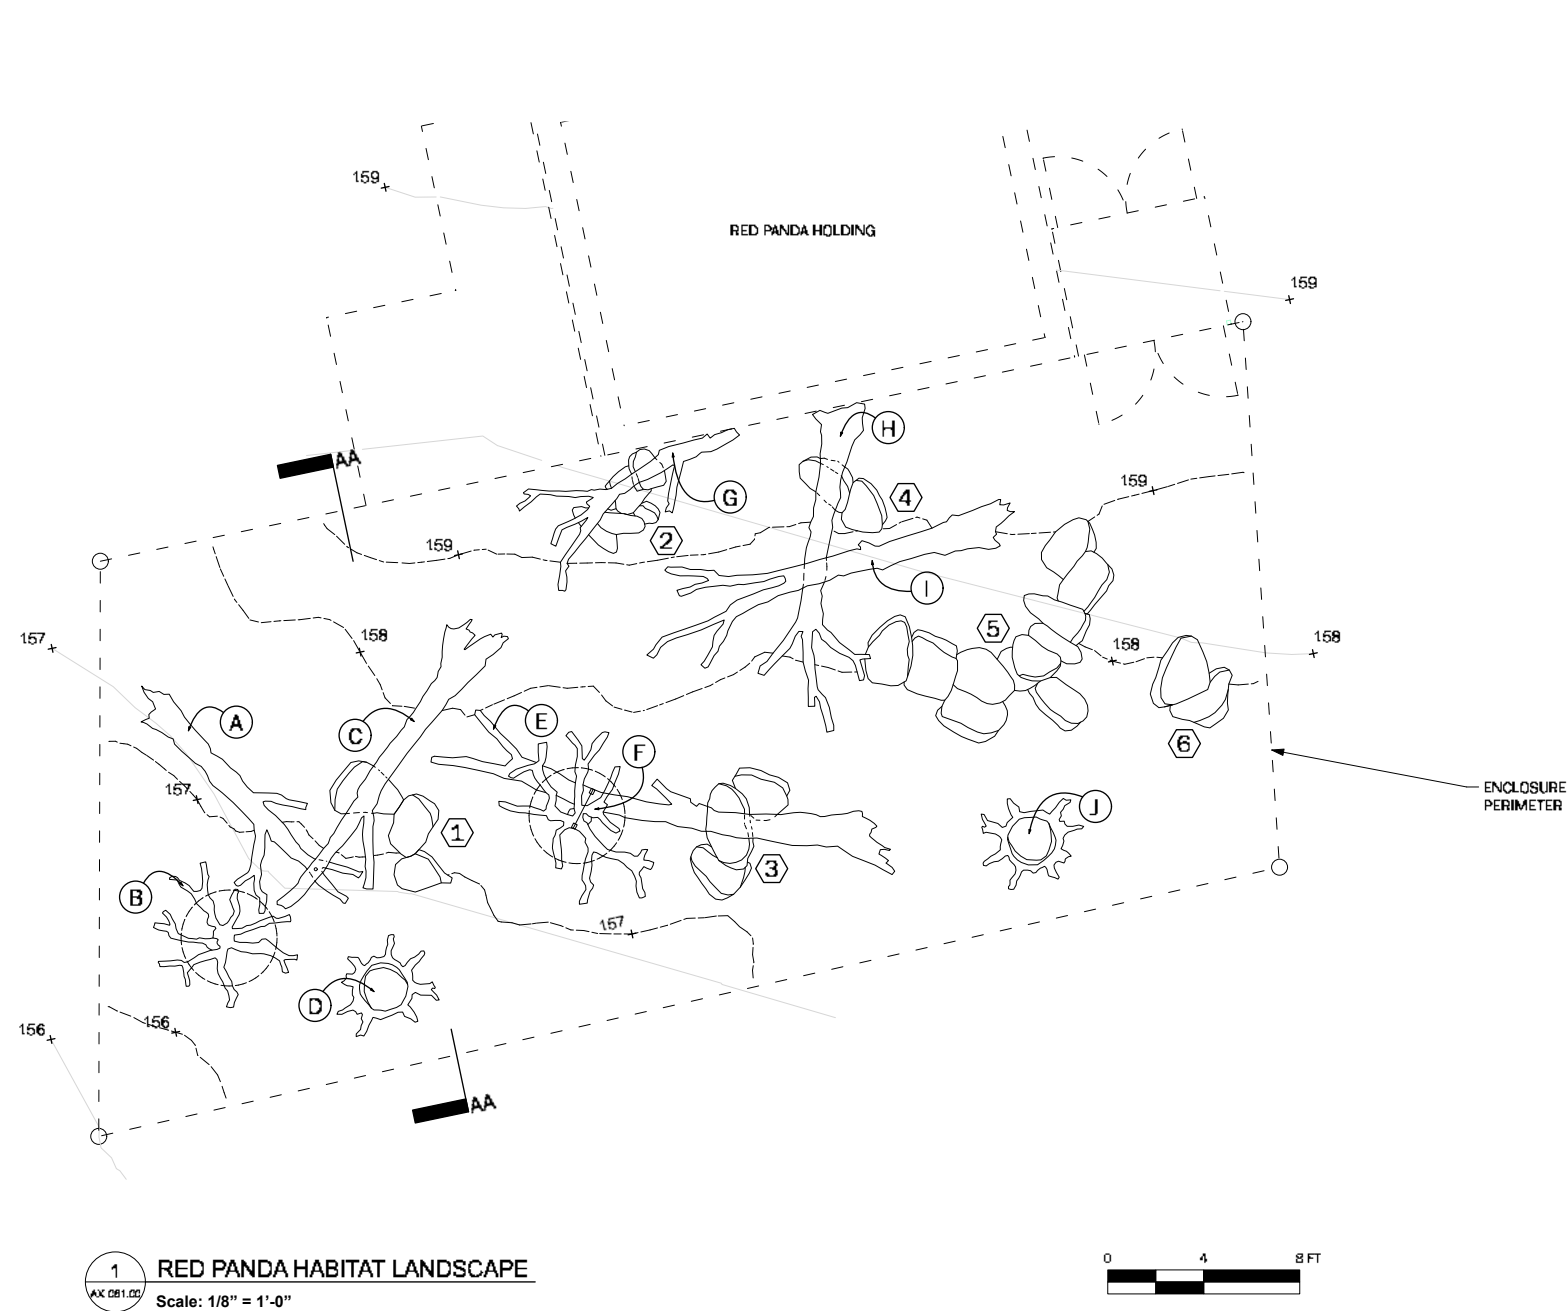 159
RED PANDA HOLDING
159
H
AA
G
4
159
2
159
I
157
158
5
158
158
A
C
E
F
6
157
ENCLOSURE
PERIMETER
J
1
3
B
157
D
156
156
AA
1
RED PANDA HABITAT LANDSCAPE
Scale: 1/8” = 1’-0”
0 4 8 FT